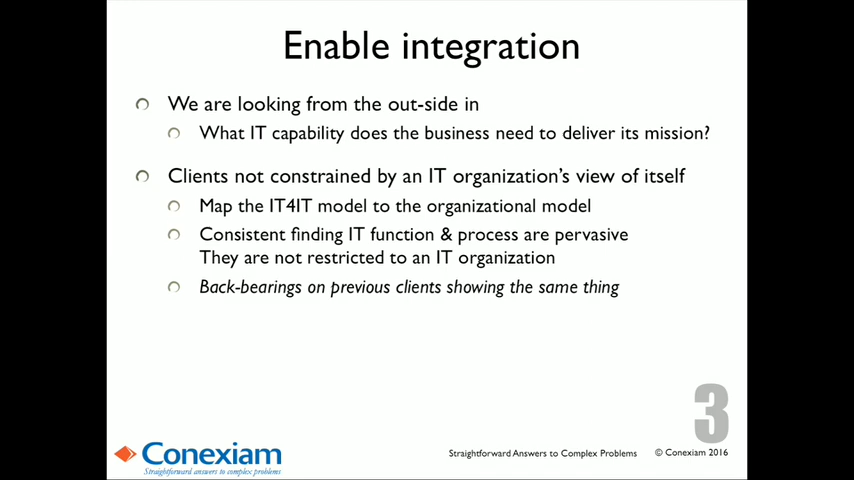 Enable integration
We are looking from the out-side in
What IT capability does the business need to deliver its mission?
Clients not constrained by an IT organization's view of itself
Map the IT4IT model to the organizational model
Consistent finding IT function & process are pervasive
They are not restricted to an IT organization
Back-bearings on previous clients showing the same thing
3
Conexiam
Straightforward answers to complex problems
Straightforward Answers to Complex Problems
© Conexiam 2016